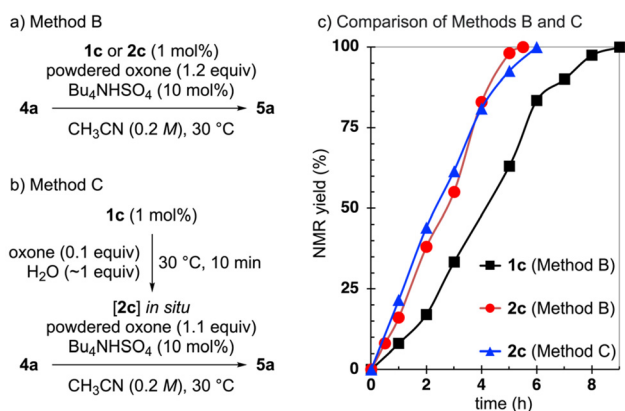 a) Method B
1c or 2c (1 mol%)
powdered oxone (1.2 equiv)
Bu₄NHSO₄ (10 mol%)
4a
5a
CH₃CN (0.2 M), 30 °C
b) Method C
1c (1 mol%)
oxone (0.1 equiv)
H₂O (~1 equiv)
30 °C, 10 min
[2c] in situ
powdered oxone (1.1 equiv)
Bu₄NHSO₄ (10 mol%)
4a
5a
CH₃CN (0.2 M), 30 °C
c) Comparison of Methods B and C
NMR yield (%)
100
75
50
25
0
1c (Method B)
2c (Method B)
2c (Method C)
0
2
4
6
8
time (h)